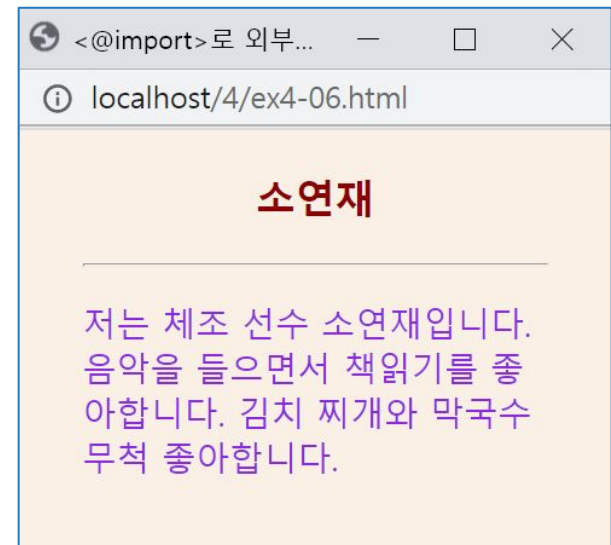 <@import>로 외부...
localhost/4/ex4-06.html
소연재
저는 체조 선수 소연재입니다.
음악을 들으면서 책읽기를 좋
아합니다. 김치 찌개와 막국수
무척 좋아합니다.